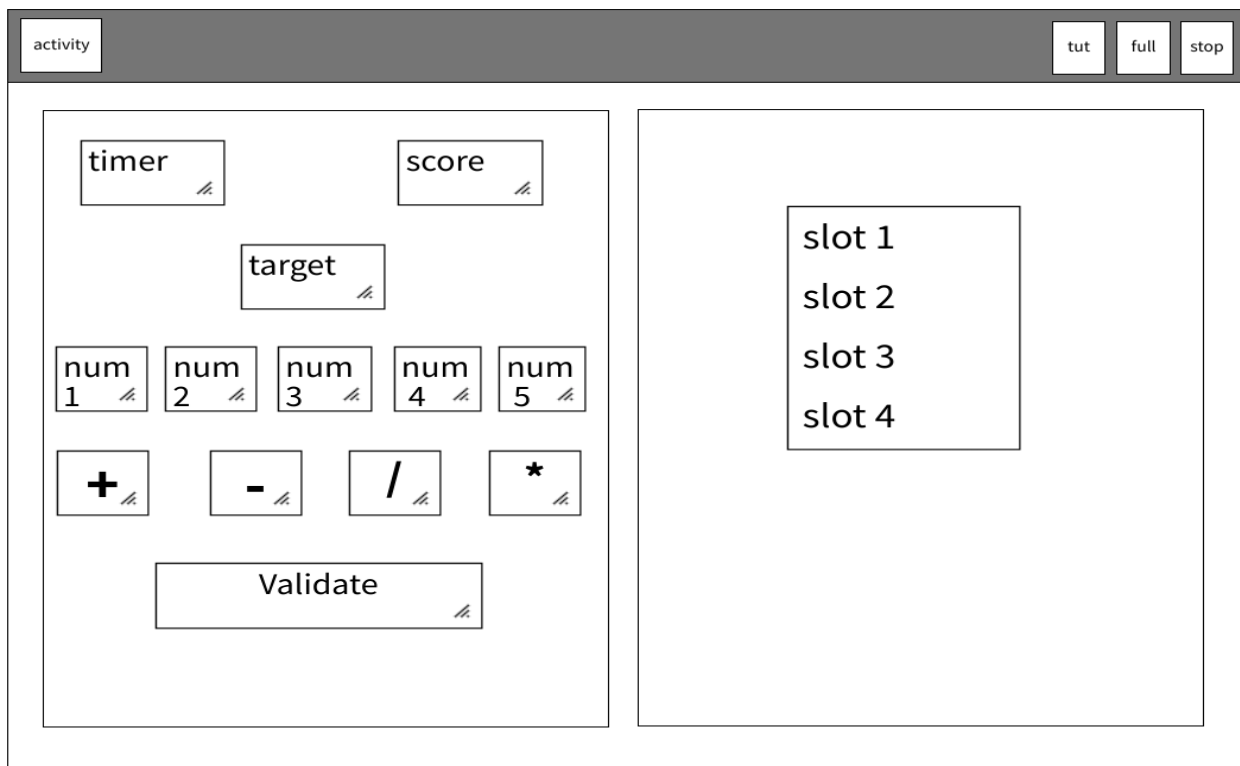 activity
tut
full
stop
timer
score
target
num
1
num
2
num
3
num
4
num
5
+
-
/
*
Validate
slot 1
slot 2
slot 3
slot 4